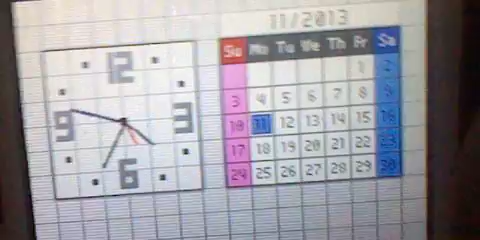 11/2013
Su Mo Tu We Th Fr Sa
1 2
3 4 5 6 7 8 9
10 11 12 13 14 15 16
17 18 19 20 21 22 23
24 25 26 27 28 29 30
12
9 3
6